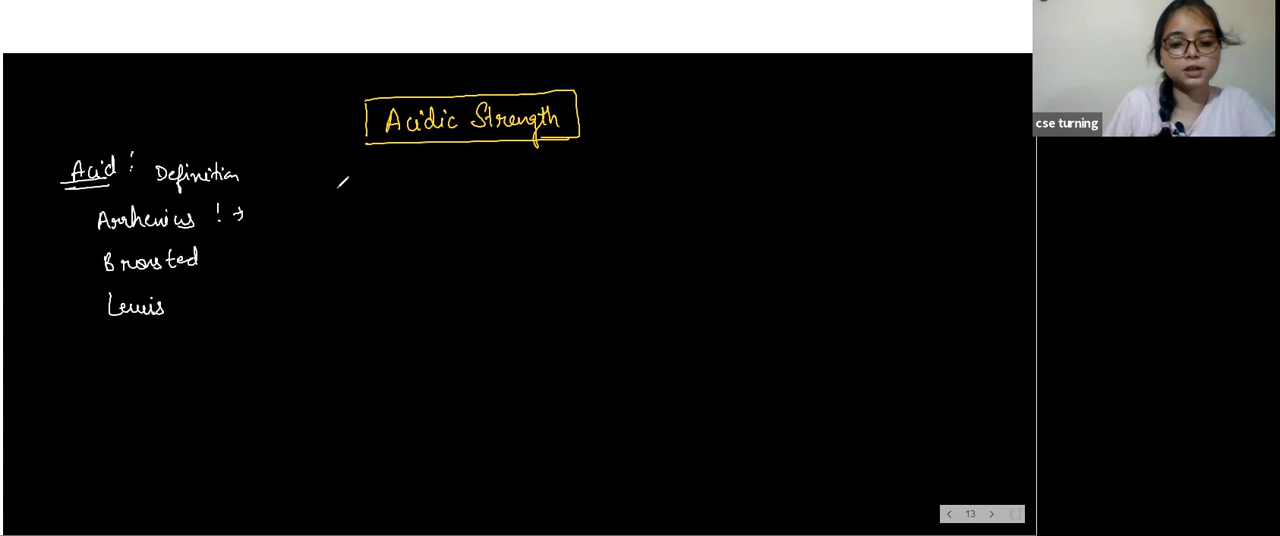 Acidic Strength
cse turning
Acid : Definition
Arrhenius : →
Bronsted
Lewis
< 13 >